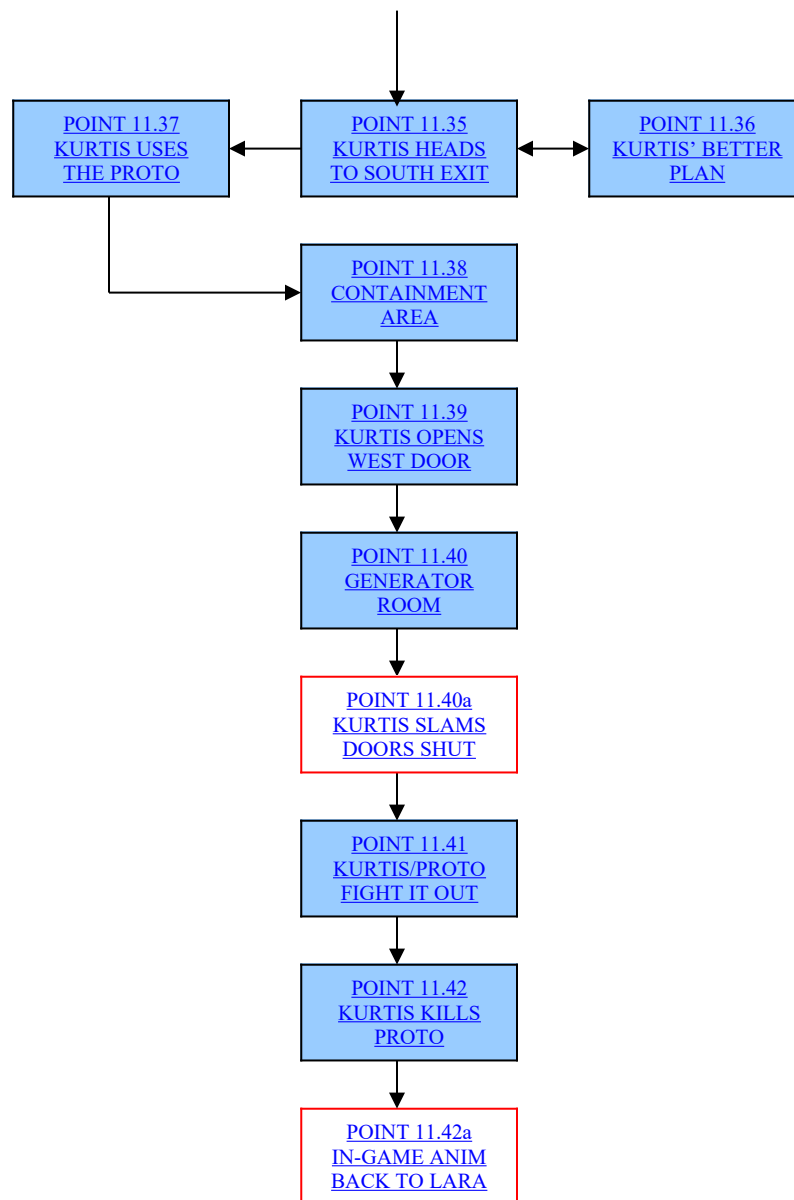 POINT 11.37
KURTIS USES
THE PROTO
POINT 11.35
KURTIS HEADS
TO SOUTH EXIT
POINT 11.36
KURTIS’ BETTER
PLAN
POINT 11.38
CONTAINMENT
AREA
POINT 11.39
KURTIS OPENS
WEST DOOR
POINT 11.40
GENERATOR
ROOM
POINT 11.40a
KURTIS SLAMS
DOORS SHUT
POINT 11.41
KURTIS/PROTO
FIGHT IT OUT
POINT 11.42
KURTIS KILLS
PROTO
POINT 11.42a
IN-GAME ANIM
BACK TO LARA